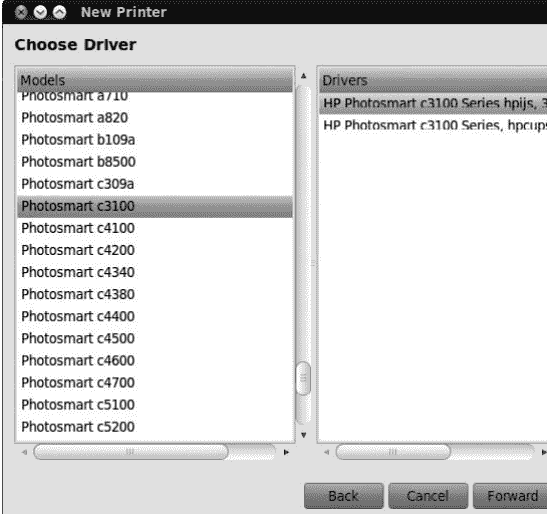 New Printer
Choose Driver
Models
Photosmart a710
Photosmart a820
Photosmart b109a
Photosmart b8500
Photosmart c309a
Photosmart c3100
Photosmart c4100
Photosmart c4200
Photosmart c4340
Photosmart c4380
Photosmart c4400
Photosmart c4500
Photosmart c4600
Photosmart c4700
Photosmart c5100
Photosmart c5200
Drivers
HP Photosmart c3100 Series hpijs, 3
HP Photosmart c3100 Series, hpcups
Back
Cancel
Forward